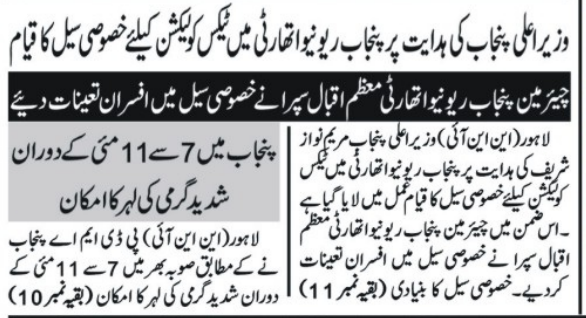 وزیراعلی پنجاب کی ہدایت پر پنجاب ریونیو اتھارٹی میں ٹیکس کولیکشن کیلئے خصوصی سیل کا قیام
چیئرمین پنجاب ریونیو اتھارٹی معظم اقبال سپرا نے خصوصی سیل میں افسران تعینات کر دیئے
لاہور (این این آئی) وزیراعلی پنجاب مریم نواز
شریف کی ہدایت پر پنجاب ریونیو اتھارٹی میں ٹیکس
کولیکشن کیلئے خصوصی سیل کا قیام عمل میں لایا گیا ہے
۔اس ضمن میں چیئرمین پنجاب ریونیو اتھارٹی معظم
اقبال سپرا نے خصوصی سیل میں افسران تعینات
کر دیے۔ خصوصی سیل کا بنیادی (بقیہ نمبر 11)
پنجاب میں 7 سے 11 مئی کے دوران
شدید گرمی کی لہر کا امکان
لاہور (این این آئی) پی ڈی ایم اے پنجاب
نے کے مطابق صوبہ بھر میں 7 سے 11 مئی کے
دوران شدید گرمی کی لہر کا امکان (بقیہ نمبر 10)